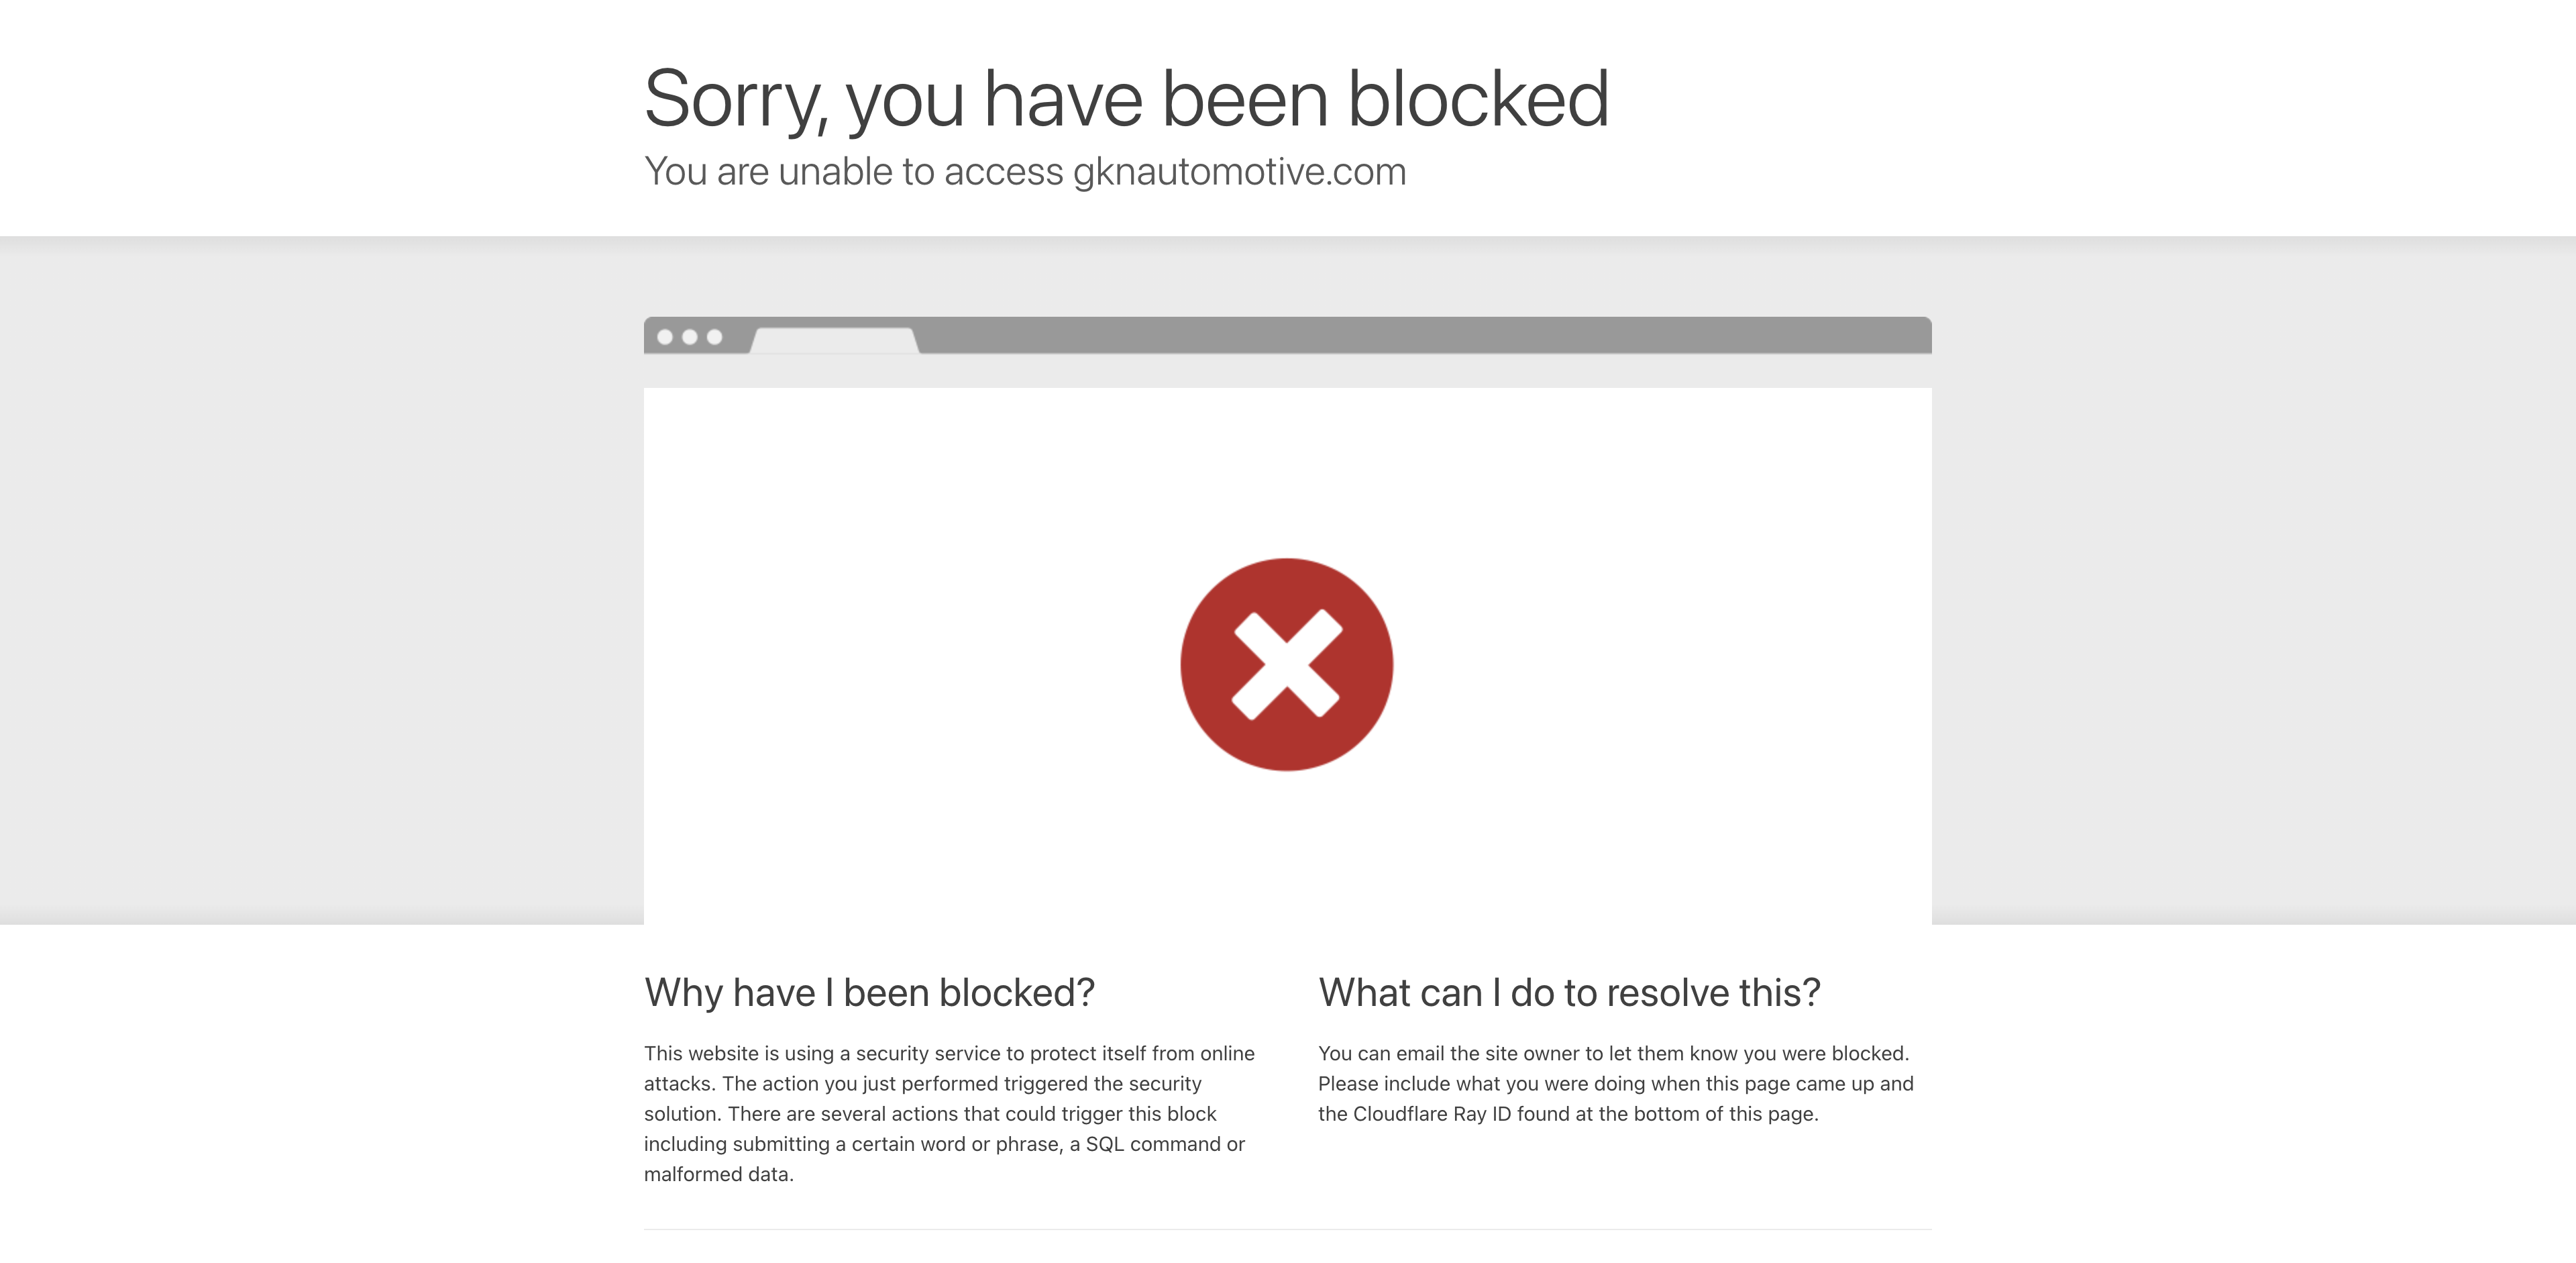 Sorry, you have been blocked
You are unable to access gknautomotive.com
Why have I been blocked?
This website is using a security service to protect itself from online
attacks. The action you just performed triggered the security
solution. There are several actions that could trigger this block
including submitting a certain word or phrase, a SQL command or
malformed data.
What can I do to resolve this?
You can email the site owner to let them know you were blocked.
Please include what you were doing when this page came up and
the Cloudflare Ray ID found at the bottom of this page.